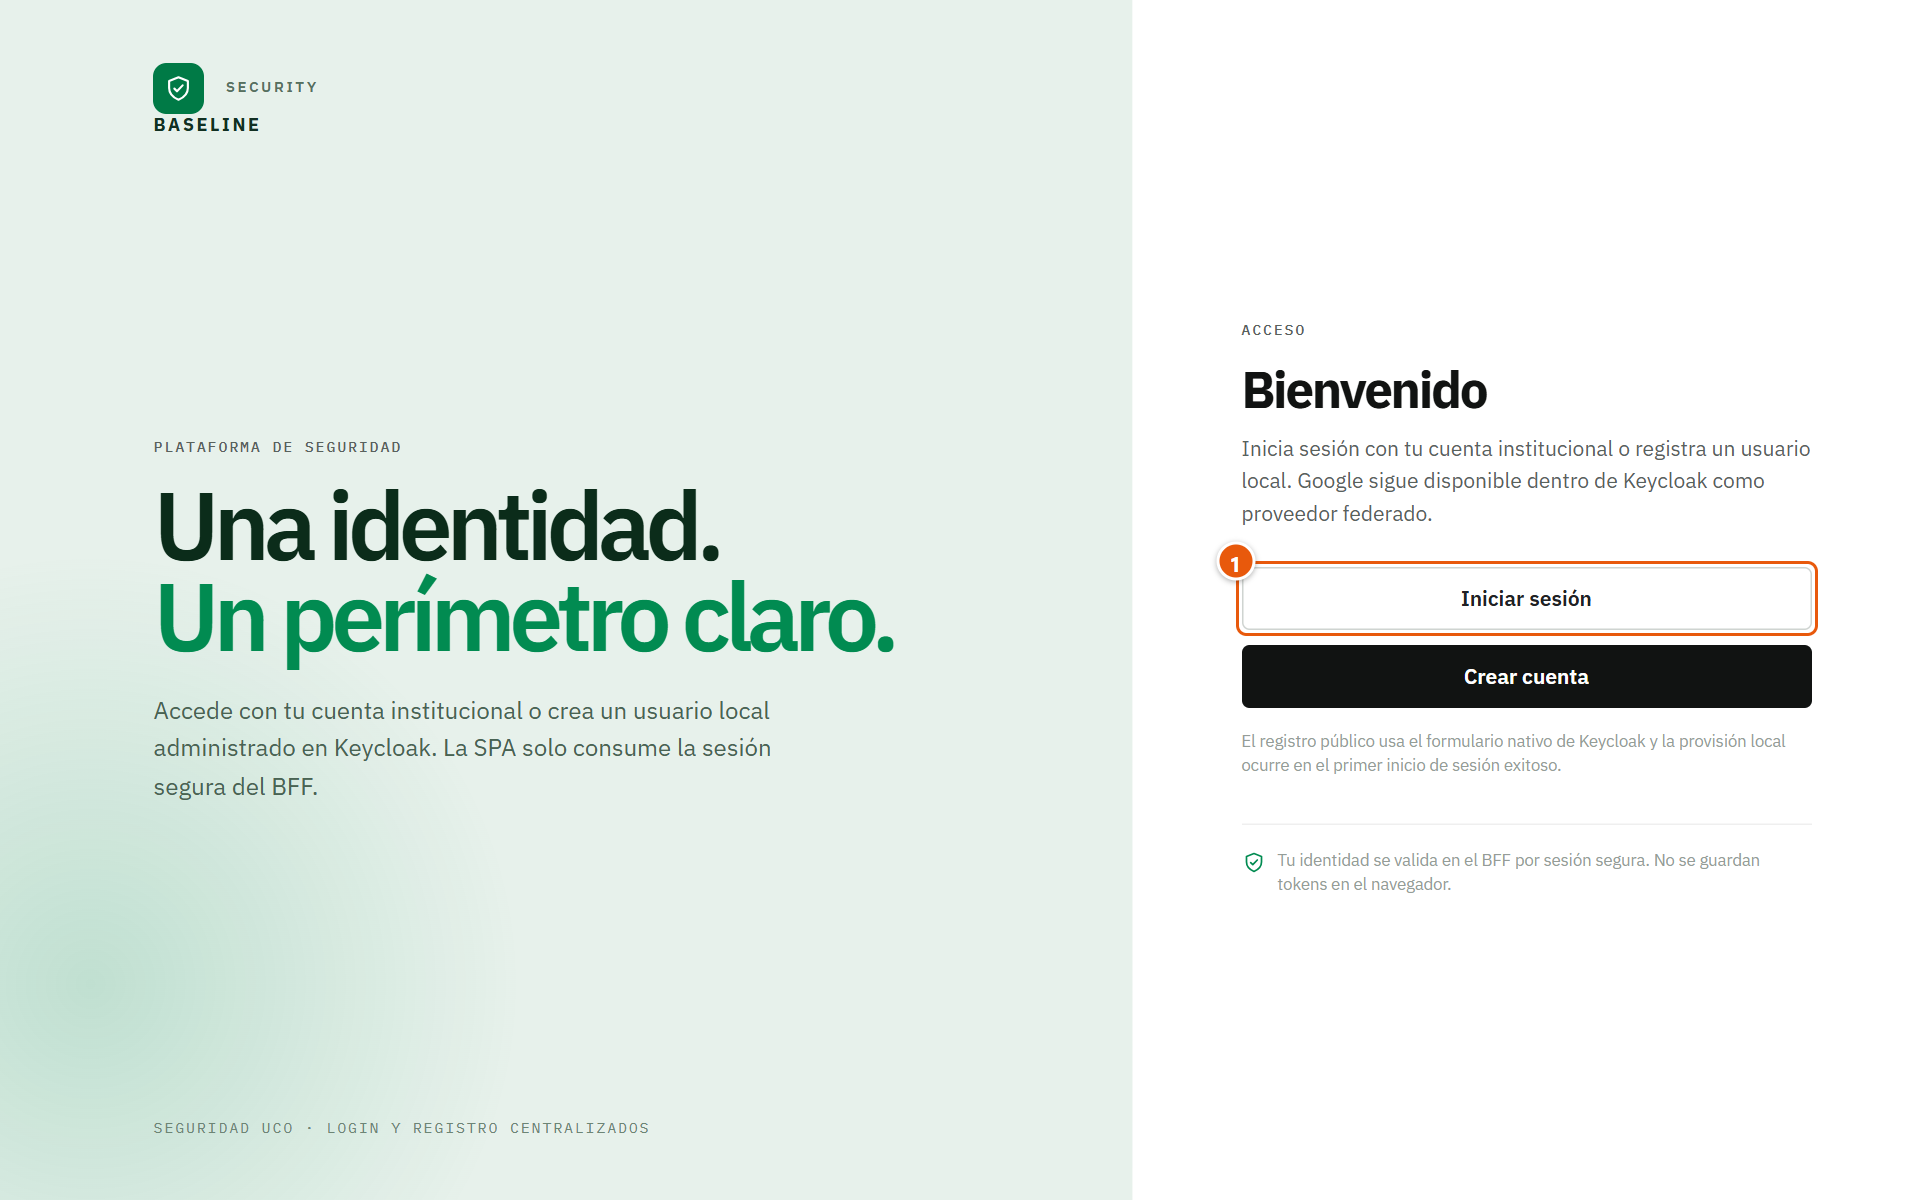 SECURITY
BASELINE
PLATAFORMA DE SEGURIDAD
Una identidad.
Un perímetro claro.
Accede con tu cuenta institucional o crea un usuario local
administrado en Keycloak. La SPA solo consume la sesión
segura del BFF.
SEGURIDAD UCO · LOGIN Y REGISTRO CENTRALIZADOS
ACCESO
Bienvenido
Inicia sesión con tu cuenta institucional o registra un usuario
local. Google sigue disponible dentro de Keycloak como
proveedor federado.
1
Iniciar sesión
Crear cuenta
El registro público usa el formulario nativo de Keycloak y la provisión local
ocurre en el primer inicio de sesión exitoso.
Tu identidad se valida en el BFF por sesión segura. No se guardan
tokens en el navegador.